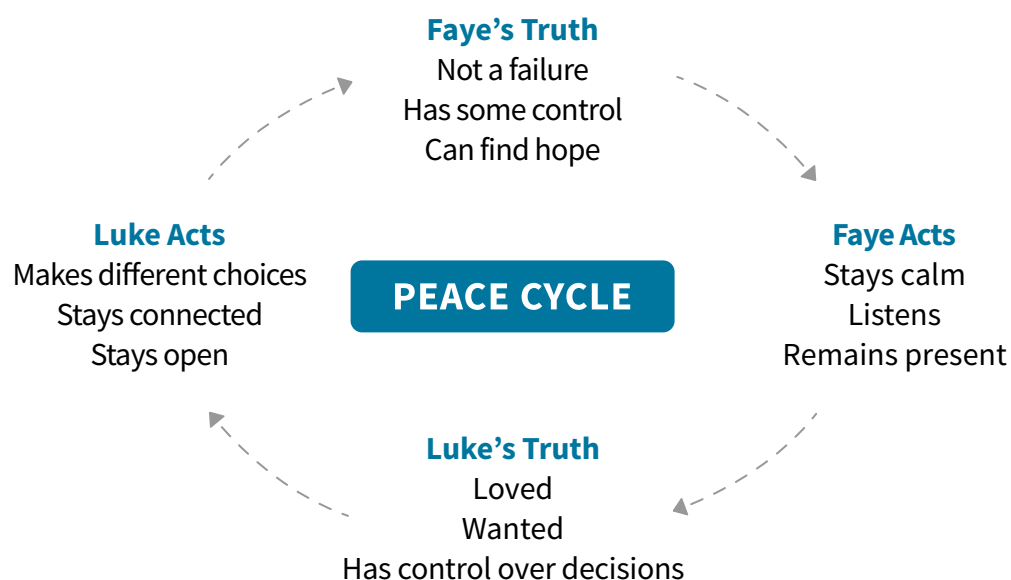 Faye’s Truth
Not a failure
Has some control
Can find hope
Faye Acts
Stays calm
Listens
Remains present
Luke’s Truth
Loved
Wanted
Has control over decisions
Luke Acts
Makes different choices
Stays connected
Stays open
PEACE CYCLE